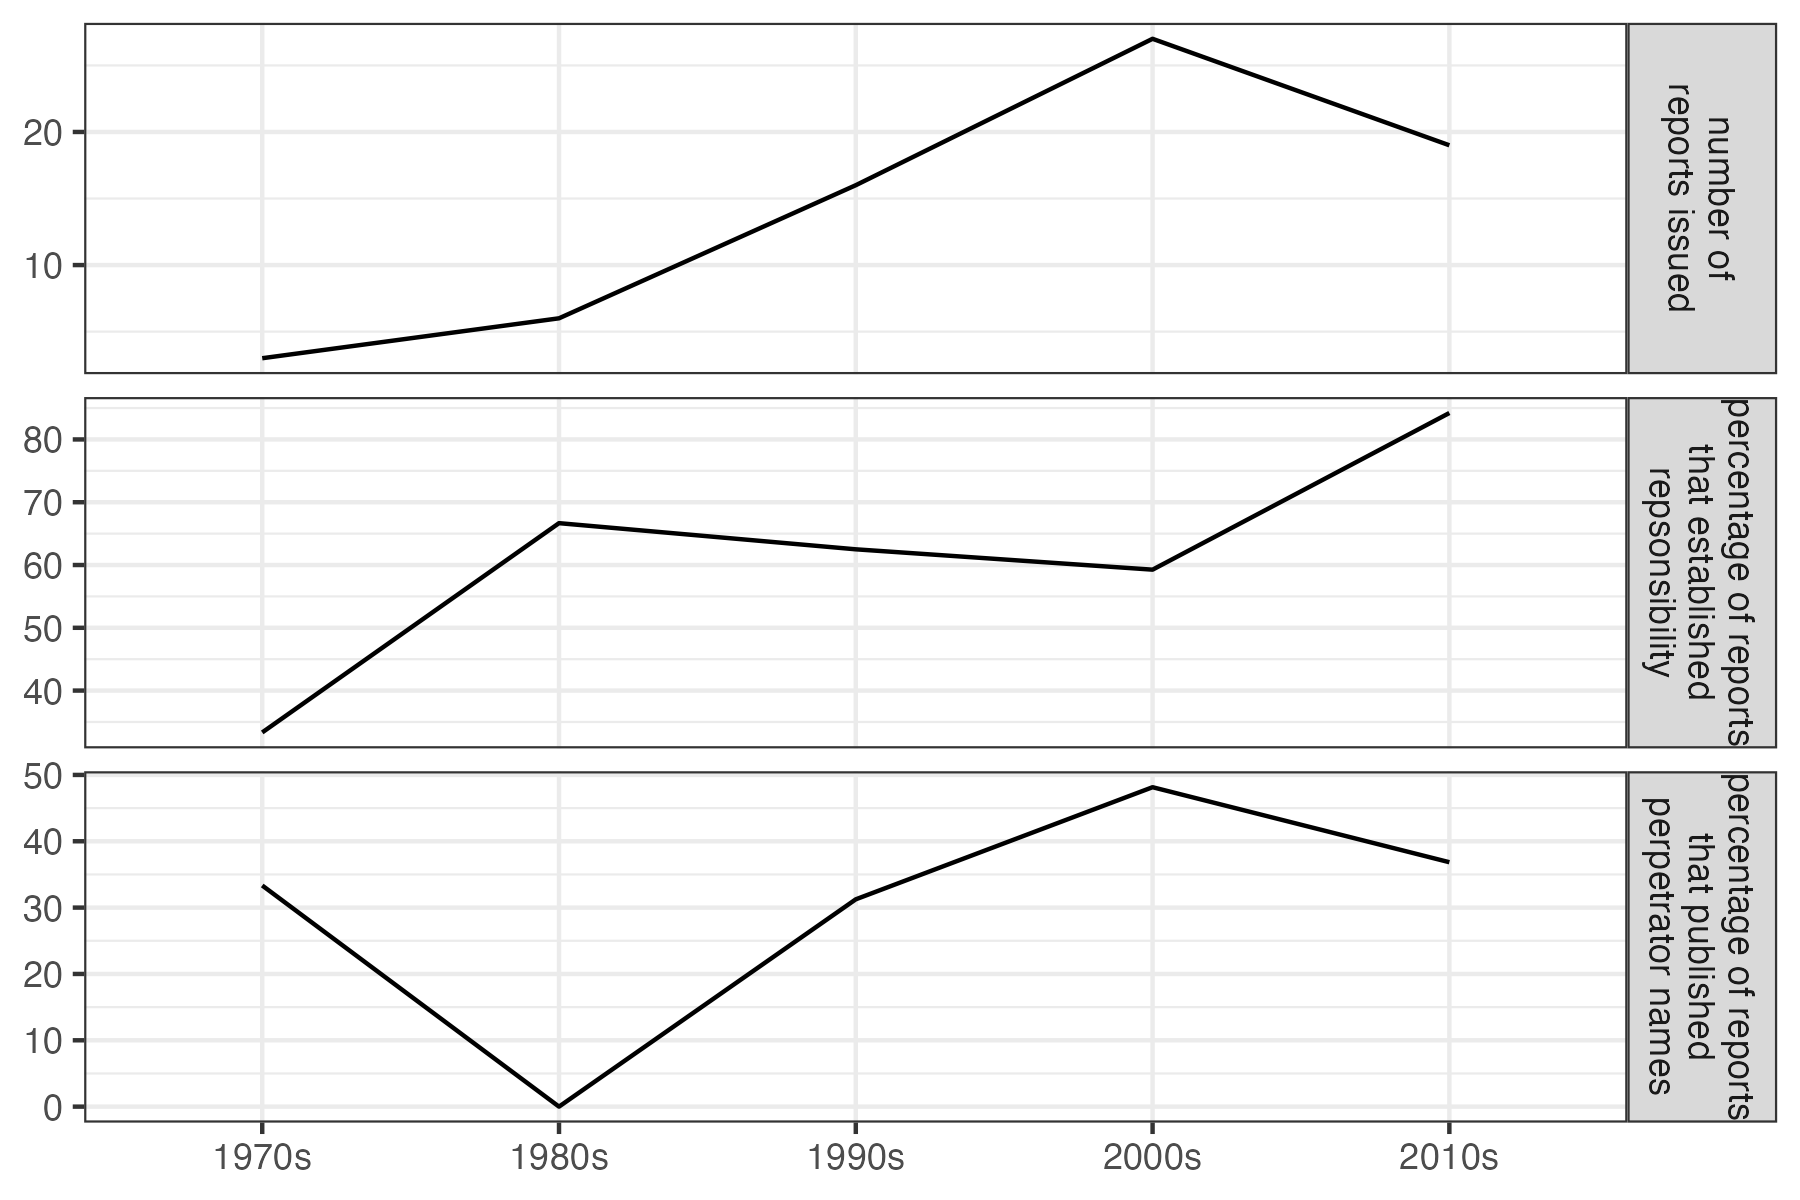 20
10
number of
reports issued
80
70
60
50
40
percentage of reports
that established
repsonsibility
50
40
30
20
10
0
percentage of reports
that published
perpetrator names
1970s 1980s 1990s 2000s 2010s